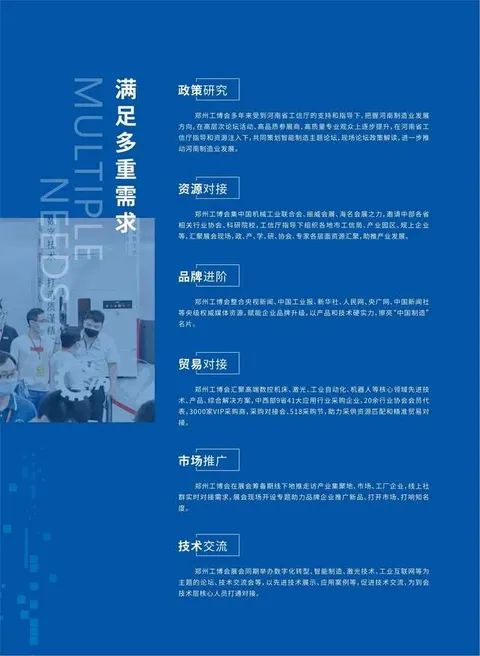 满足多重需求
MULTIPLE
NEEDS
政策研究
郑州工博会多年来受到河南省工信厅的支持和指导下,把握河南制造业发展
方向,在高层次论坛活动、高品质参展商、高质量专业观众上逐步提升,在河南省工
信厅指导和资源注入下,共同策划智能制造主题论坛,现场论坛政策解读,进一步推
动河南制造业发展。
资源对接
郑州工博会集中国机械工业联合会、振威会展、海名会展之力,邀请中部各省
相关行业协会、科研院校,工信厅指导下组织各地市工信局、产业园区、规上企业
等,汇聚展会现场,政、产、学、研、协会、专家各层面资源汇聚,助推产业发展。
品牌进阶
郑州工博会整合央视新闻、中国工业报、新华社、人民网、央广网、中国新闻社
等央级权威媒体资源,赋能企业品牌升级,以产品和技术硬实力,擦亮“中国制造”
名片。
贸易对接
郑州工博会汇聚高端数控机床、激光、工业自动化、机器人等核心领域先进技
术、产品、综合解决方案,中西部9省41大应用行业采购企业,20余行业协会会员代
表,3000家VIP采购商,采购对接会,518采购节,助力采供资源匹配和精准贸易对
接。
市场推广
郑州工博会在展会筹备期线下地推走访产业集聚地、市场、工厂企业,线上社
群实时对接需求,展会现场开设专题助力品牌企业推广新品、打开市场,打响知名
度。
技术交流
郑州工博会展会同期举办数字化转型、智能制造、激光技术、工业互联网等为
主题的论坛、技术交流会等,以先进技术展示、应用案例等,促进技术交流,为到会
技术层核心人员打通对接。